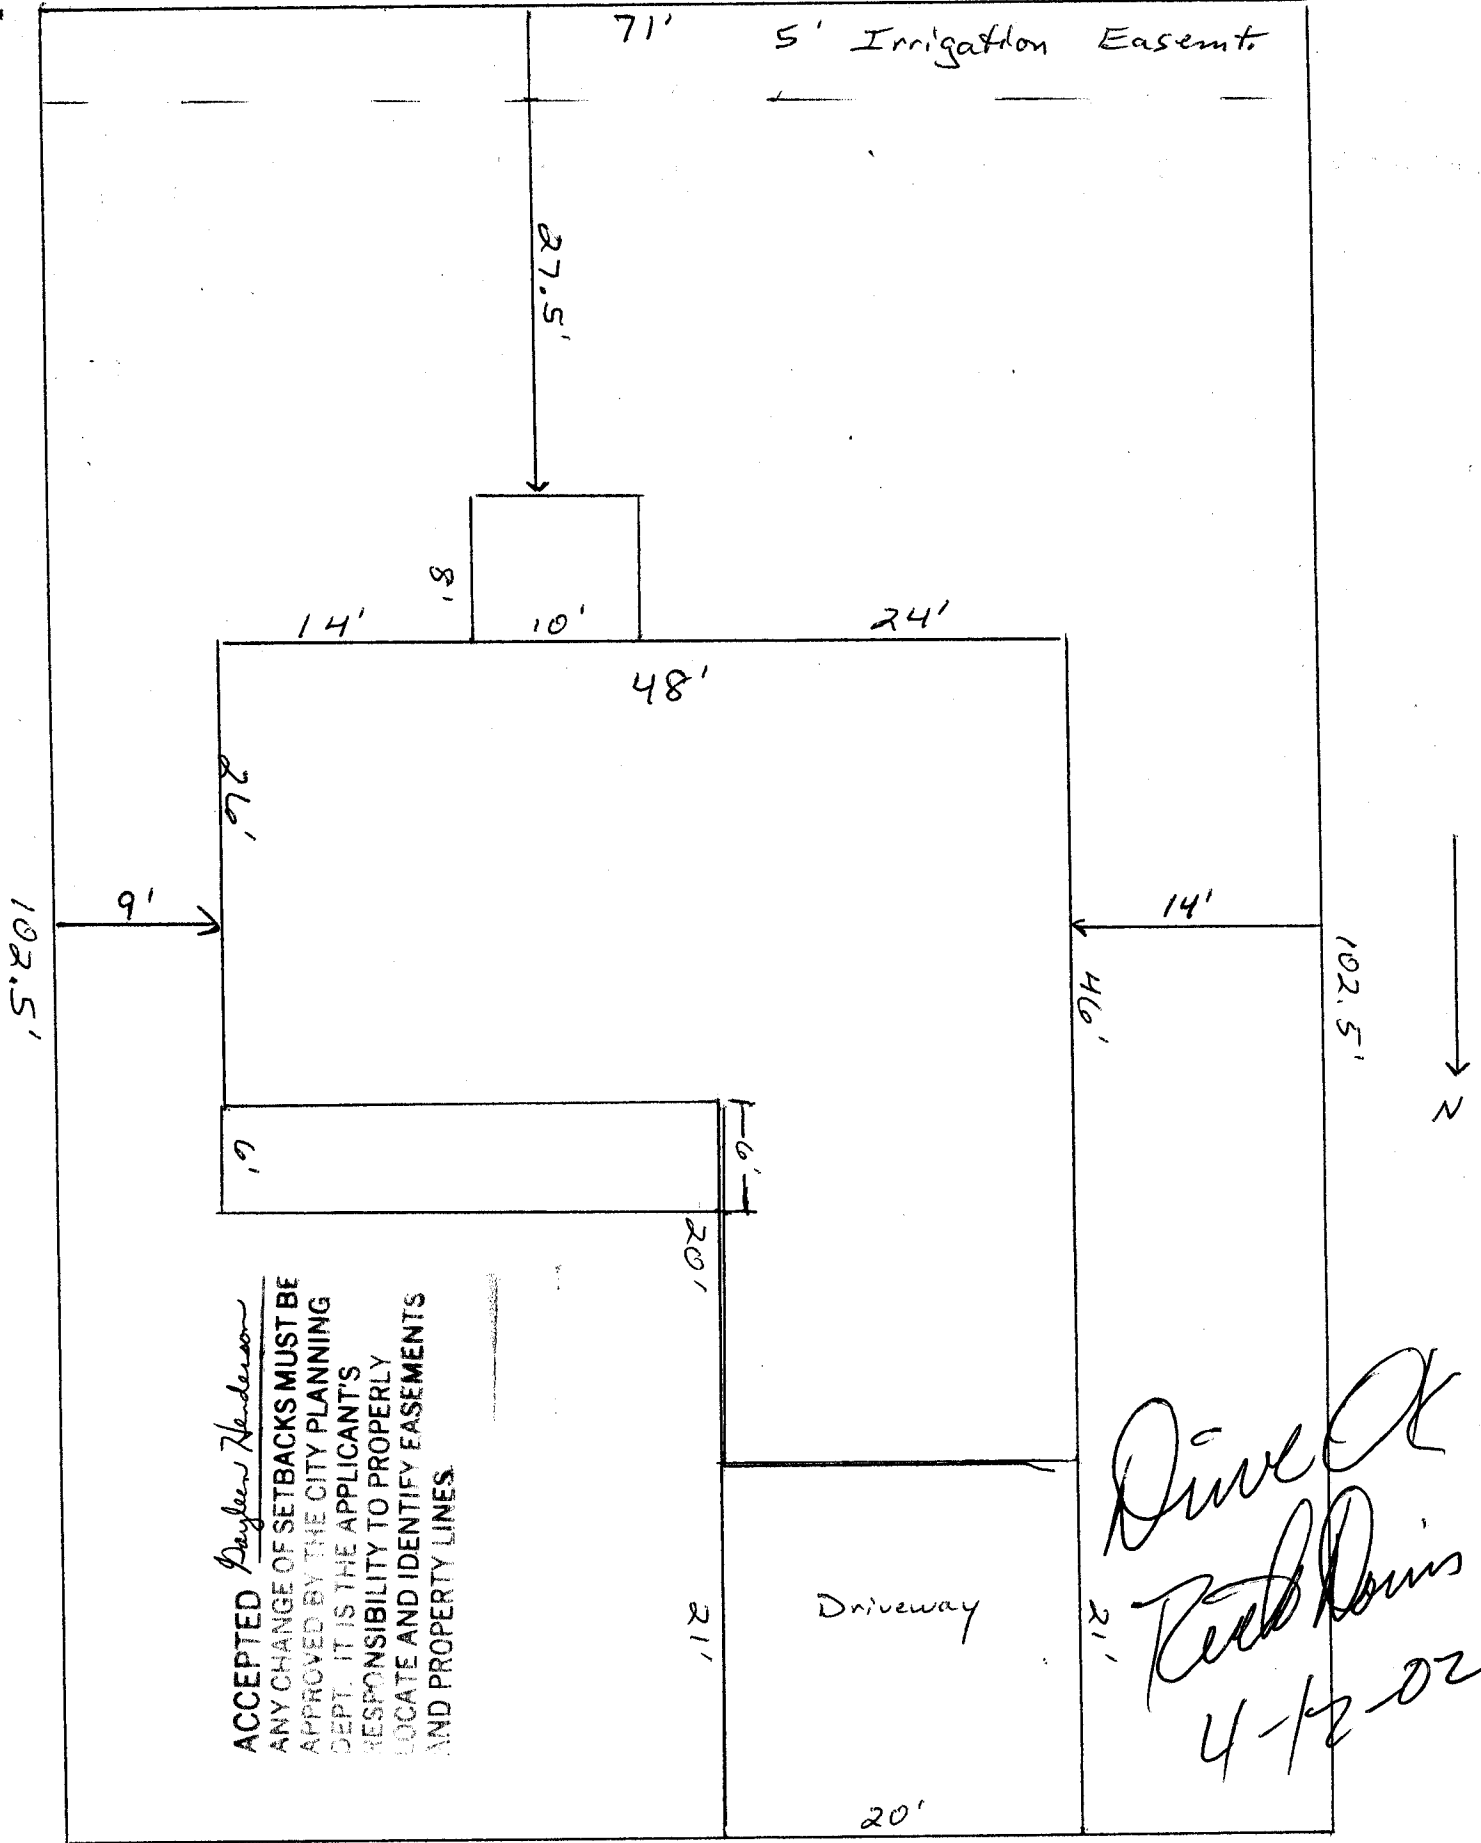 71'
5' Irrigation Easemt.
27.5'
8'
14'
10'
24'
48'
26'
9'
14'
102.5'
46'
102.5'
N
6'
6'
20'
ACCEPTED Gayleen Henderson
ANY CHANGE OF SETBACKS MUST BE
APPROVED BY THE CITY PLANNING
DEPT. IT IS THE APPLICANT'S
RESPONSIBILITY TO PROPERLY
LOCATE AND IDENTIFY EASEMENTS
AND PROPERTY LINES.
Drive OK
4-12-02
21'
Driveway
21'
20'